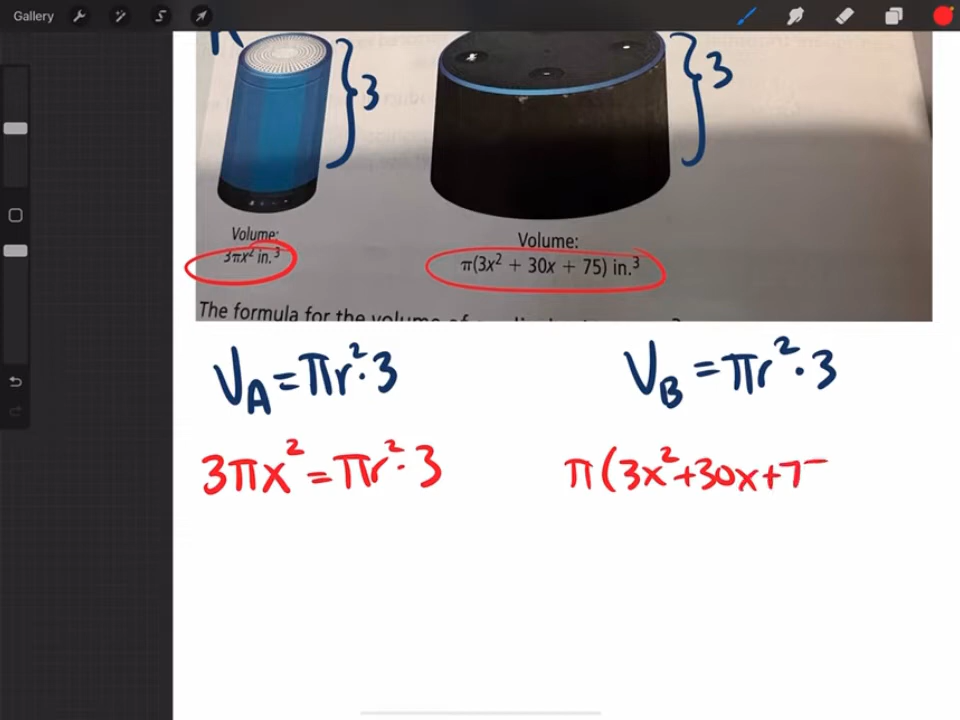 Gallery
3
3
Volume:
3πx² in.³
Volume:
π(3x² + 30x + 75) in.³
The formula for the volume of
V_A = πr²·3
V_B = πr²·3
3πx² = πr²·3
π(3x²+30x+7